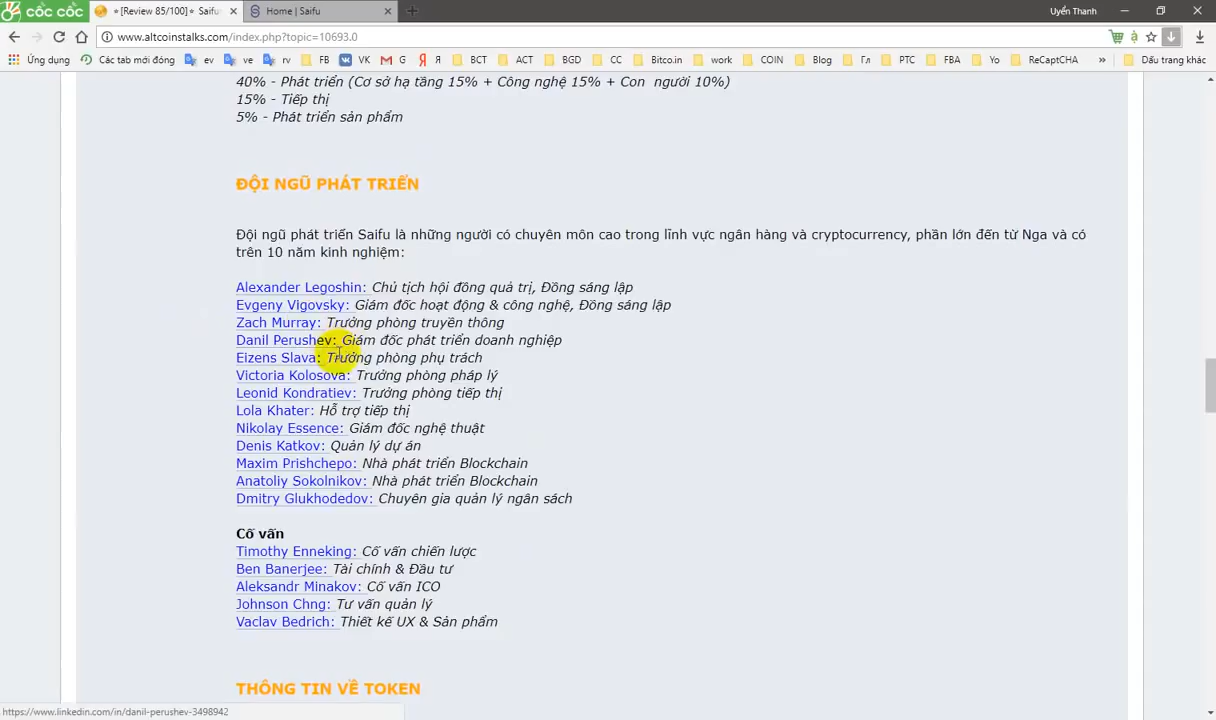 cốc cốc
[Review 85/100] Saifu
Home | Saifu
Uyển Thanh
www.altcoinstalks.com/index.php?topic=10693.0
Ứng dụng Các tab mới đóng ev ve rv FB VK G Я BCT ACT BGD CC Bitco.in work COIN Blog Гл PTC FBA Yo ReCaptCHA » Dấu trang khác
40% - Phát triển (Cơ sở hạ tầng 15% + Công nghệ 15% + Con người 10%)
15% - Tiếp thị
5% - Phát triển sản phẩm
ĐỘI NGŨ PHÁT TRIỂN
Đội ngũ phát triển Saifu là những người có chuyên môn cao trong lĩnh vực ngân hàng và cryptocurrency, phần lớn đến từ Nga và có
trên 10 năm kinh nghiệm:
Alexander Legoshin: Chủ tịch hội đồng quả trị, Đồng sáng lập
Evgeny Vigovsky: Giám đốc hoạt động & công nghệ, Đồng sáng lập
Zach Murray: Trưởng phòng truyền thông
Danil Perushev: Giám đốc phát triển doanh nghiệp
Eizens Slava: Trưởng phòng phụ trách
Victoria Kolosova: Trưởng phòng pháp lý
Leonid Kondratiev: Trưởng phòng tiếp thị
Lola Khater: Hỗ trợ tiếp thị
Nikolay Essence: Giám đốc nghệ thuật
Denis Katkov: Quản lý dự án
Maxim Prishchepo: Nhà phát triển Blockchain
Anatoliy Sokolnikov: Nhà phát triển Blockchain
Dmitry Glukhodedov: Chuyên gia quản lý ngân sách
Cố vấn
Timothy Enneking: Cố vấn chiến lược
Ben Banerjee: Tài chính & Đầu tư
Aleksandr Minakov: Cố vấn ICO
Johnson Chng: Tư vấn quản lý
Vaclav Bedrich: Thiết kế UX & Sản phẩm
THÔNG TIN VỀ TOKEN
https://www.linkedin.com/in/danil-perushev-3498942